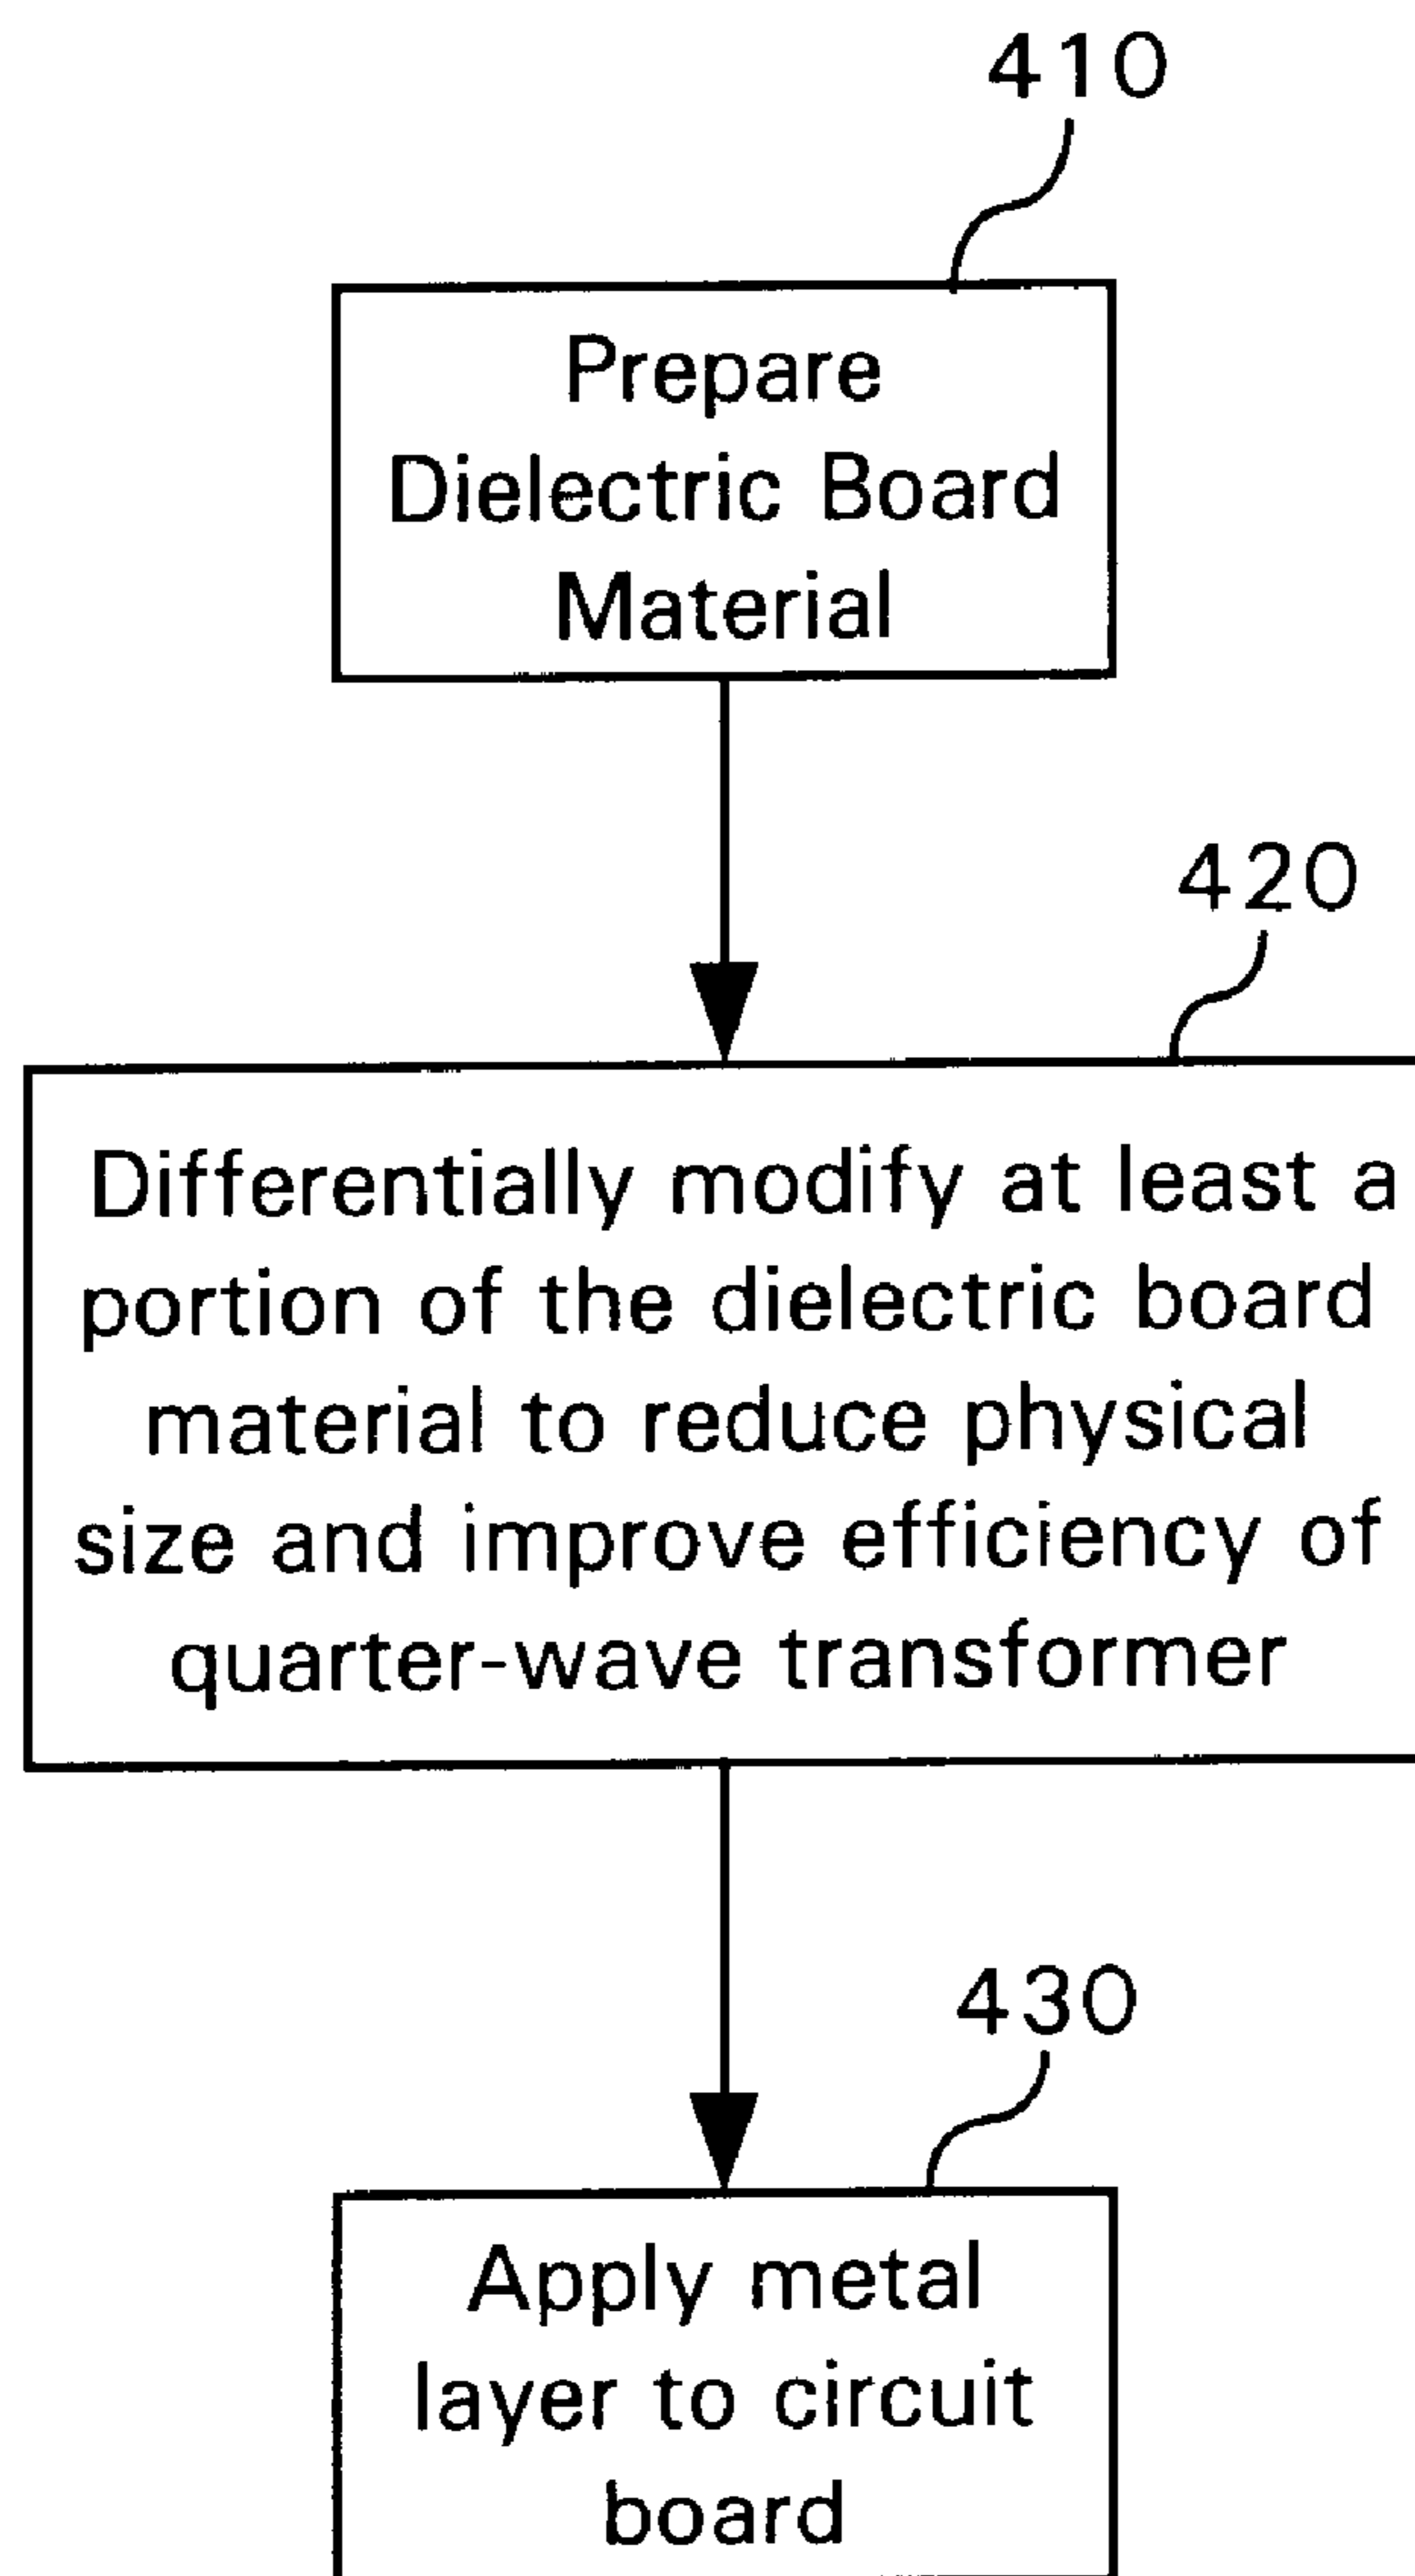 410
Prepare
Dielectric Board
Material
420
Differentially modify at least a
portion of the dielectric board
material to reduce physical
size and improve efficiency of
quarter-wave transformer
430
Apply metal
layer to circuit
board